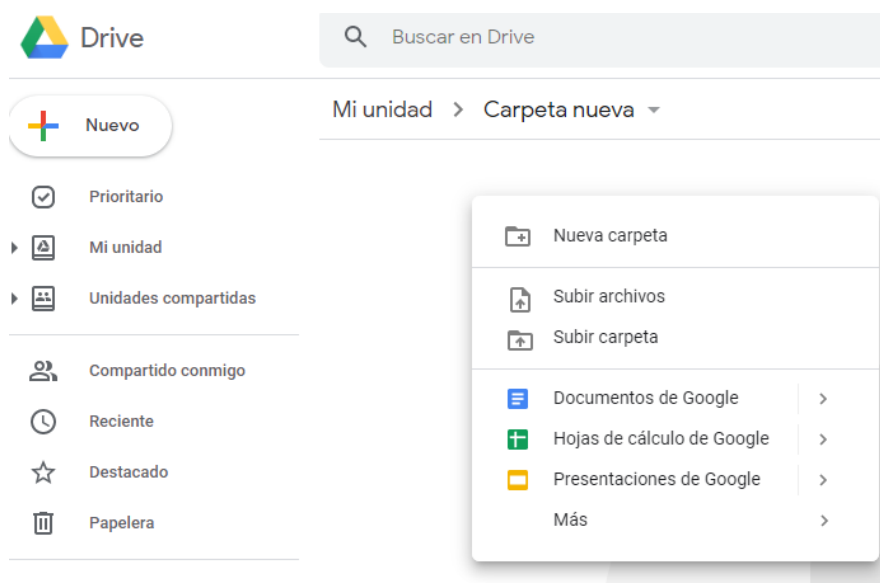 Drive
Buscar en Drive
Mi unidad > Carpeta nueva
Nuevo
Prioritario
Mi unidad
Unidades compartidas
Compartido conmigo
Reciente
Destacado
Papelera
Nueva carpeta
Subir archivos
Subir carpeta
Documentos de Google
Hojas de cálculo de Google
Presentaciones de Google
Más